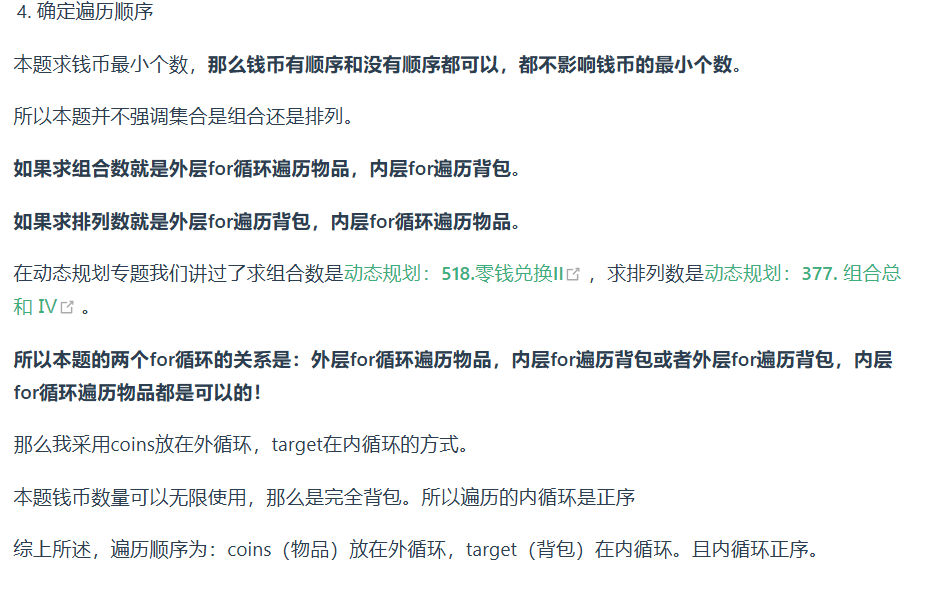 4. 确定遍历顺序
本题求钱币最小个数，那么钱币有顺序和没有顺序都可以，都不影响钱币的最小个数。
所以本题并不强调集合是组合还是排列。
如果求组合数就是外层for循环遍历物品，内层for遍历背包。
如果求排列数就是外层for遍历背包，内层for循环遍历物品。
在动态规划专题我们讲过了求组合数是动态规划：518.零钱兑换II ，求排列数是动态规划：377. 组合总
和 IV 。
所以本题的两个for循环的关系是：外层for循环遍历物品，内层for遍历背包或者外层for遍历背包，内层
for循环遍历物品都是可以的！
那么我采用coins放在外循环，target在内循环的方式。
本题钱币数量可以无限使用，那么是完全背包。所以遍历的内循环是正序
综上所述，遍历顺序为：coins（物品）放在外循环，target（背包）在内循环。且内循环正序。